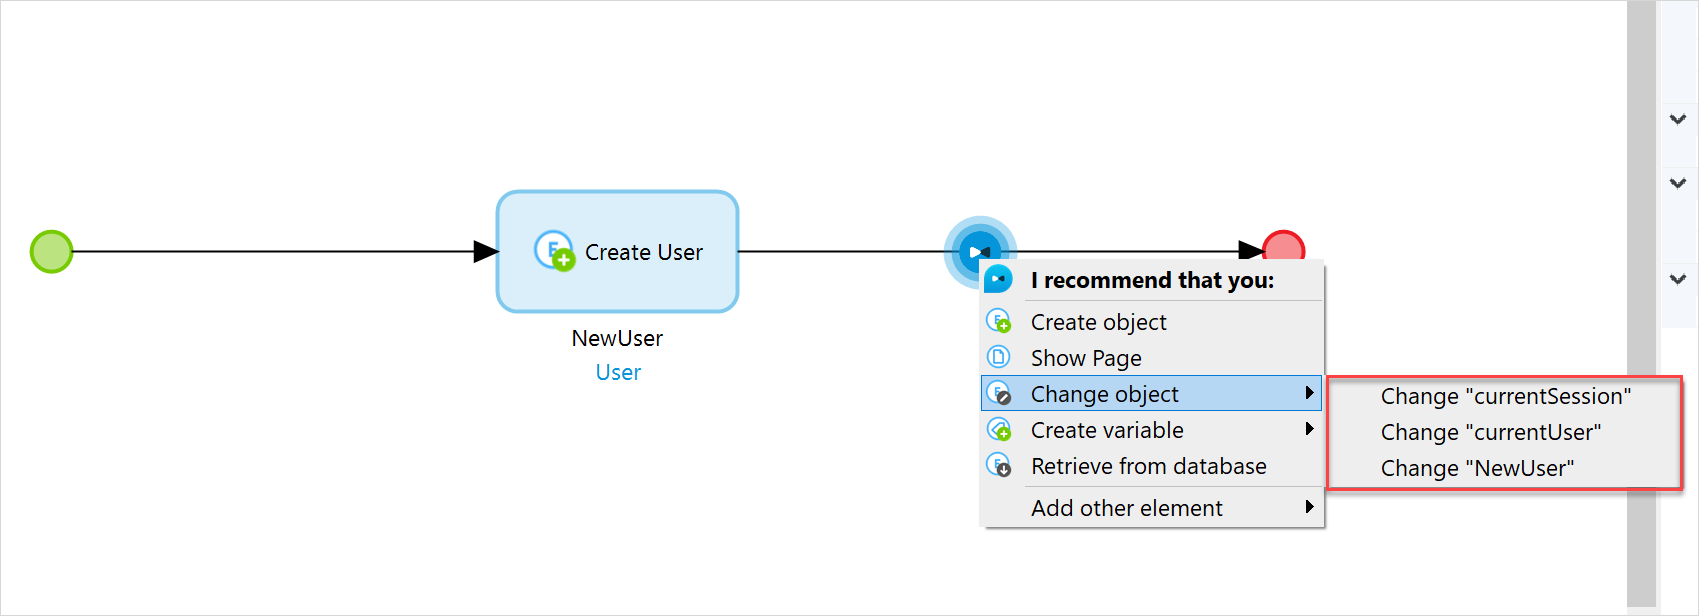 Create User
NewUser
User
I recommend that you:
Create object
Show Page
Change object
Create variable
Retrieve from database
Add other element
Change "currentSession"
Change "currentUser"
Change "NewUser"